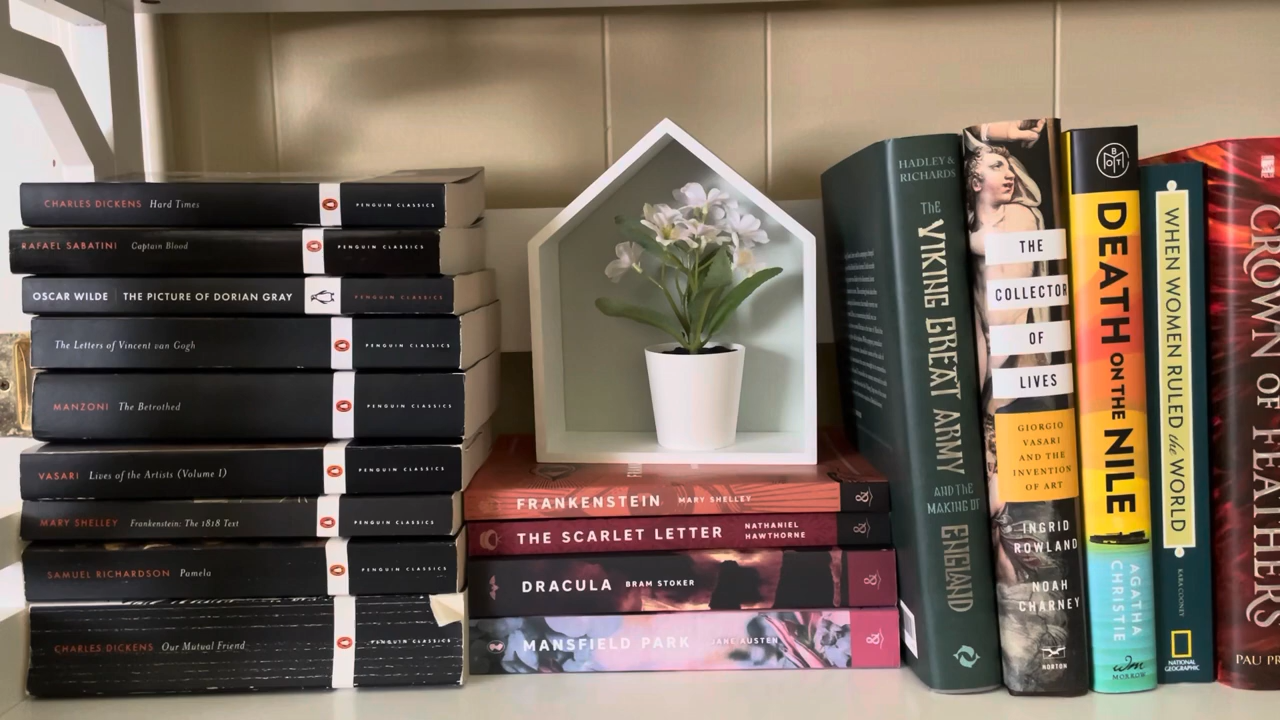 CHARLES DICKENS Hard Times PENGUIN CLASSICS
RAFAEL SABATINI Captain Blood PENGUIN CLASSICS
OSCAR WILDE THE PICTURE OF DORIAN GRAY PENGUIN CLASSICS
The Letters of Vincent van Gogh PENGUIN CLASSICS
MANZONI The Betrothed PENGUIN CLASSICS
VASARI Lives of the Artists (Volume I) PENGUIN CLASSICS
MARY SHELLEY Frankenstein: The 1818 Text PENGUIN CLASSICS
SAMUEL RICHARDSON Pamela PENGUIN CLASSICS
CHARLES DICKENS Our Mutual Friend PENGUIN CLASSICS
FRANKENSTEIN MARY SHELLEY
THE SCARLET LETTER NATHANIEL
HAWTHORNE
DRACULA BRAM STOKER
MANSFIELD PARK JANE AUSTEN
HADLEY &
RICHARDS
THE VIKING GREAT ARMY
AND THE
MAKING OF
ENGLAND
THE
COLLECTOR
OF
LIVES
GIORGIO
VASARI
AND THE
INVENTION
OF ART
INGRID
ROWLAND
NOAH
CHARNEY
NORTON
BOTM
DEATH ON THE NILE
AGATHA
CHRISTIE
WM
MORROW
WHEN WOMEN RULED the WORLD
KARA COONEY
NATIONAL
GEOGRAPHIC
CROWN OF FEATHERS
PAU PR